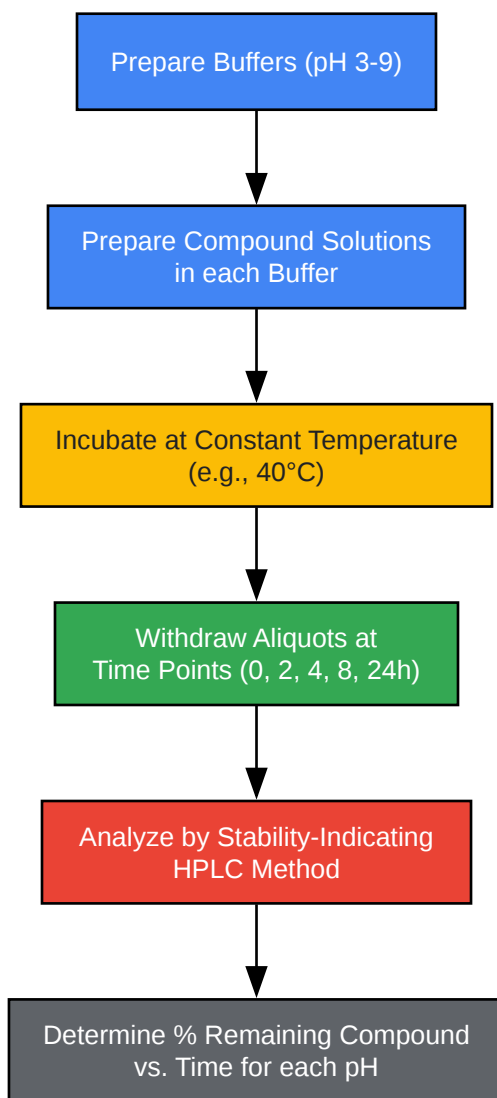 Prepare Buffers (pH 3-9)
Prepare Compound Solutions
in each Buffer
Incubate at Constant Temperature
(e.g., 40°C)
Withdraw Aliquots at
Time Points (0, 2, 4, 8, 24h)
Analyze by Stability-Indicating
HPLC Method
Determine % Remaining Compound
vs. Time for each pH